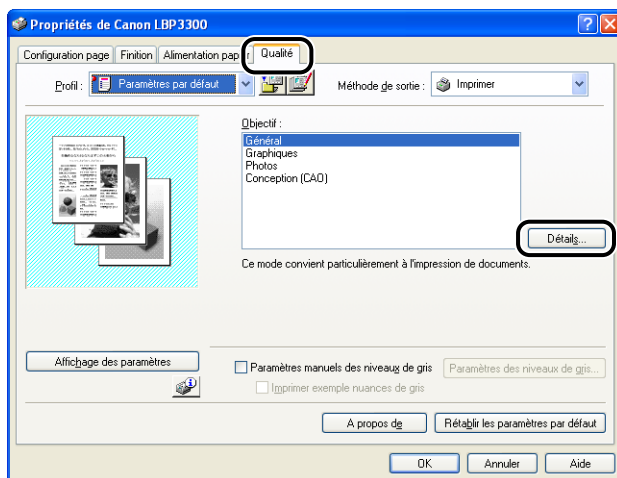 Propriétés de Canon LBP3300
Configuration page Finition Alimentation papier Qualité
Profil : Paramètres par défaut Méthode de sortie : Imprimer
Objectif :
Général
Graphiques
Photos
Conception (CAO)
Détails...
Ce mode convient particulièrement à l'impression de documents.
Affichage des paramètres
Paramètres manuels des niveaux de gris Paramètres des niveaux de gris...
Imprimer exemple nuances de gris
A propos de Rétablir les paramètres par défaut
OK Annuler Aide